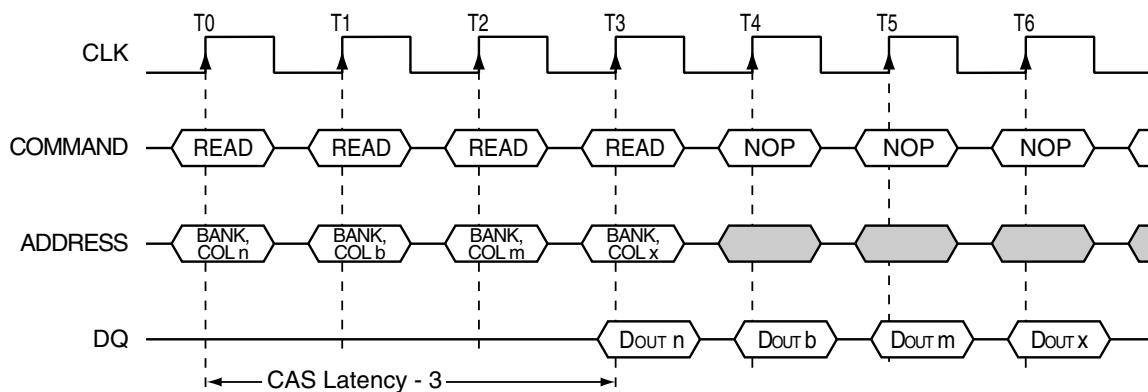 T0 T1 T2 T3 T4 T5 T6
CLK
COMMAND READ READ READ READ NOP NOP NOP
ADDRESS BANK, BANK, BANK, BANK,
COL n COL b COL m COL x
DQ DOUT n DOUT b DOUT m DOUT x
CAS Latency - 3